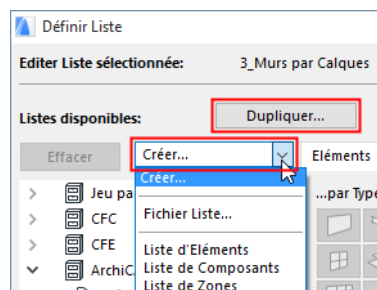 Définir Liste
Editer Liste sélectionnée: 3_Murs par Calques
Listes disponibles: Dupliquer...
Effacer Créer... Eléments
Créer...
Jeu pa ...par Type
CFC Fichier Liste...
CFE Liste d'Eléments
ArchiC Liste de Composants
Liste de Zones